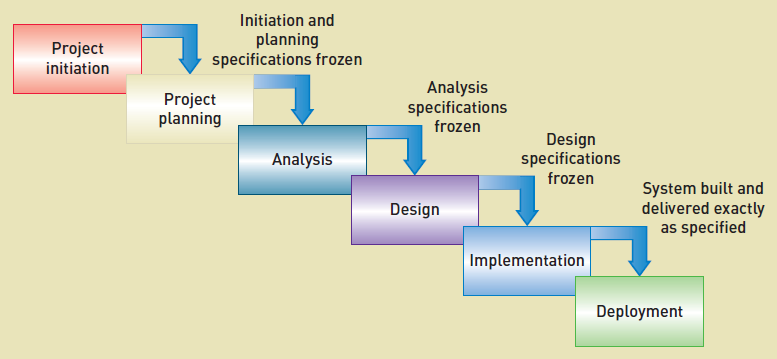 Project
initiation
Initiation and
planning
specifications frozen
Project
planning
Analysis
specifications
frozen
Analysis
Design
specifications
frozen
Design
System built and
delivered exactly
as specified
Implementation
Deployment